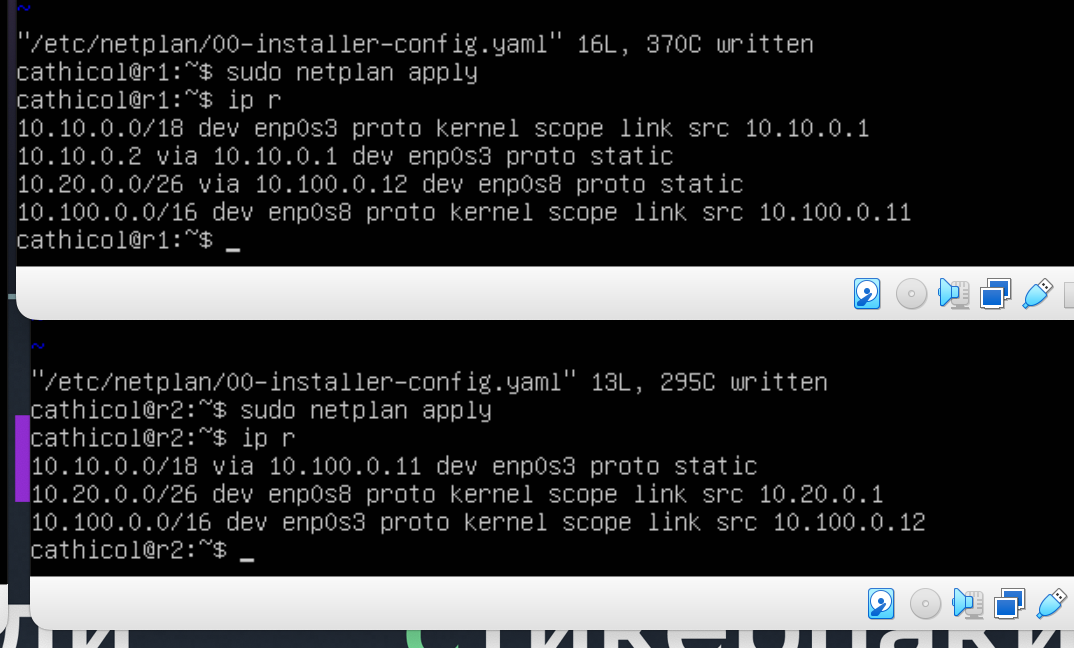 ~
"/etc/netplan/00-installer-config.yaml" 16L, 370C written
cathicol@r1:~$ sudo netplan apply
cathicol@r1:~$ ip r
10.10.0.0/18 dev enp0s3 proto kernel scope link src 10.10.0.1
10.10.0.2 via 10.10.0.1 dev enp0s3 proto static
10.20.0.0/26 via 10.100.0.12 dev enp0s8 proto static
10.100.0.0/16 dev enp0s8 proto kernel scope link src 10.100.0.11
cathicol@r1:~$ _
~
"/etc/netplan/00-installer-config.yaml" 13L, 295C written
cathicol@r2:~$ sudo netplan apply
cathicol@r2:~$ ip r
10.10.0.0/18 via 10.100.0.11 dev enp0s3 proto static
10.20.0.0/26 dev enp0s8 proto kernel scope link src 10.20.0.1
10.100.0.0/16 dev enp0s3 proto kernel scope link src 10.100.0.12
cathicol@r2:~$ _